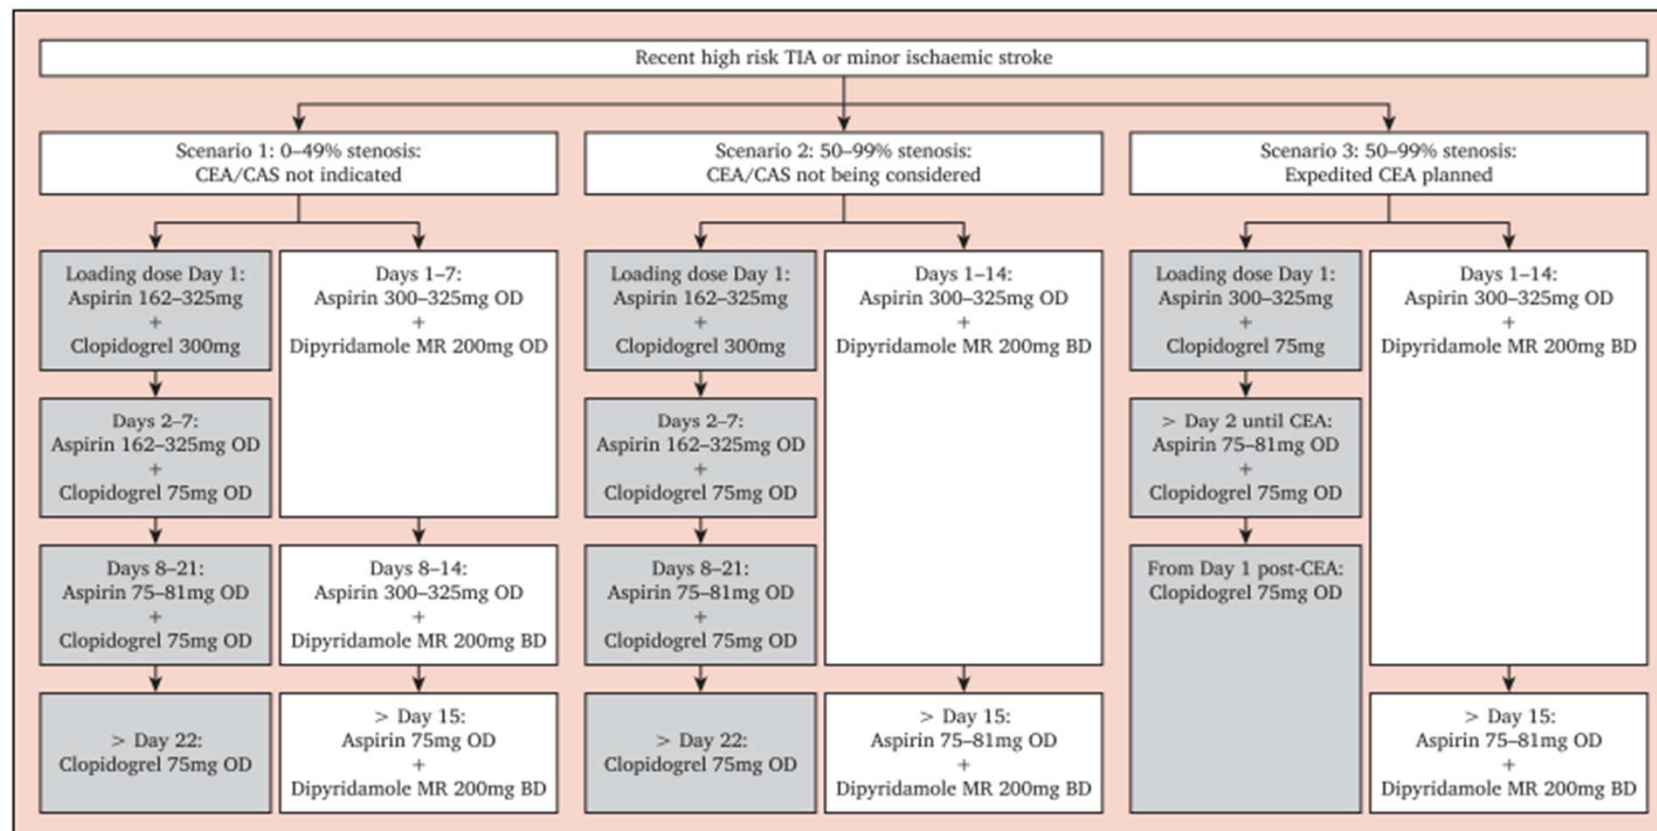 Recent high risk TIA or minor ischaemic stroke
Scenario 1: 0–49% stenosis:
CEA/CAS not indicated
Scenario 2: 50–99% stenosis:
CEA/CAS not being considered
Scenario 3: 50–99% stenosis:
Expedited CEA planned
Loading dose Day 1:
Aspirin 162–325mg
+
Clopidogrel 300mg
Days 1–7:
Aspirin 300–325mg OD
+
Dipyridamole MR 200mg OD
Loading dose Day 1:
Aspirin 162–325mg
+
Clopidogrel 300mg
Days 1–14:
Aspirin 300–325mg OD
+
Dipyridamole MR 200mg BD
Loading dose Day 1:
Aspirin 300–325mg
+
Clopidogrel 75mg
Days 1–14:
Aspirin 300–325mg OD
+
Dipyridamole MR 200mg BD
Days 2–7:
Aspirin 162–325mg OD
+
Clopidogrel 75mg OD
Days 2–7:
Aspirin 162–325mg OD
+
Clopidogrel 75mg OD
> Day 2 until CEA:
Aspirin 75–81mg OD
+
Clopidogrel 75mg OD
Days 8–21:
Aspirin 75–81mg OD
+
Clopidogrel 75mg OD
Days 8–14:
Aspirin 300–325mg OD
+
Dipyridamole MR 200mg BD
Days 8–21:
Aspirin 75–81mg OD
+
Clopidogrel 75mg OD
From Day 1 post-CEA:
Clopidogrel 75mg OD
> Day 22:
Clopidogrel 75mg OD
> Day 15:
Aspirin 75mg OD
+
Dipyridamole MR 200mg BD
> Day 22:
Clopidogrel 75mg OD
> Day 15:
Aspirin 75–81mg OD
+
Dipyridamole MR 200mg BD
> Day 15:
Aspirin 75–81mg OD
+
Dipyridamole MR 200mg BD